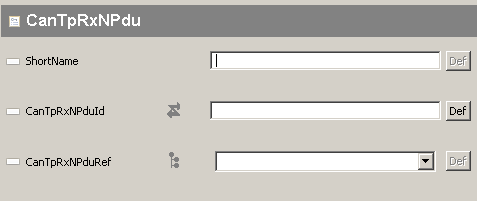 CanTpRxNPdu
ShortName Def
CanTpRxNPduId Def
CanTpRxNPduRef Def